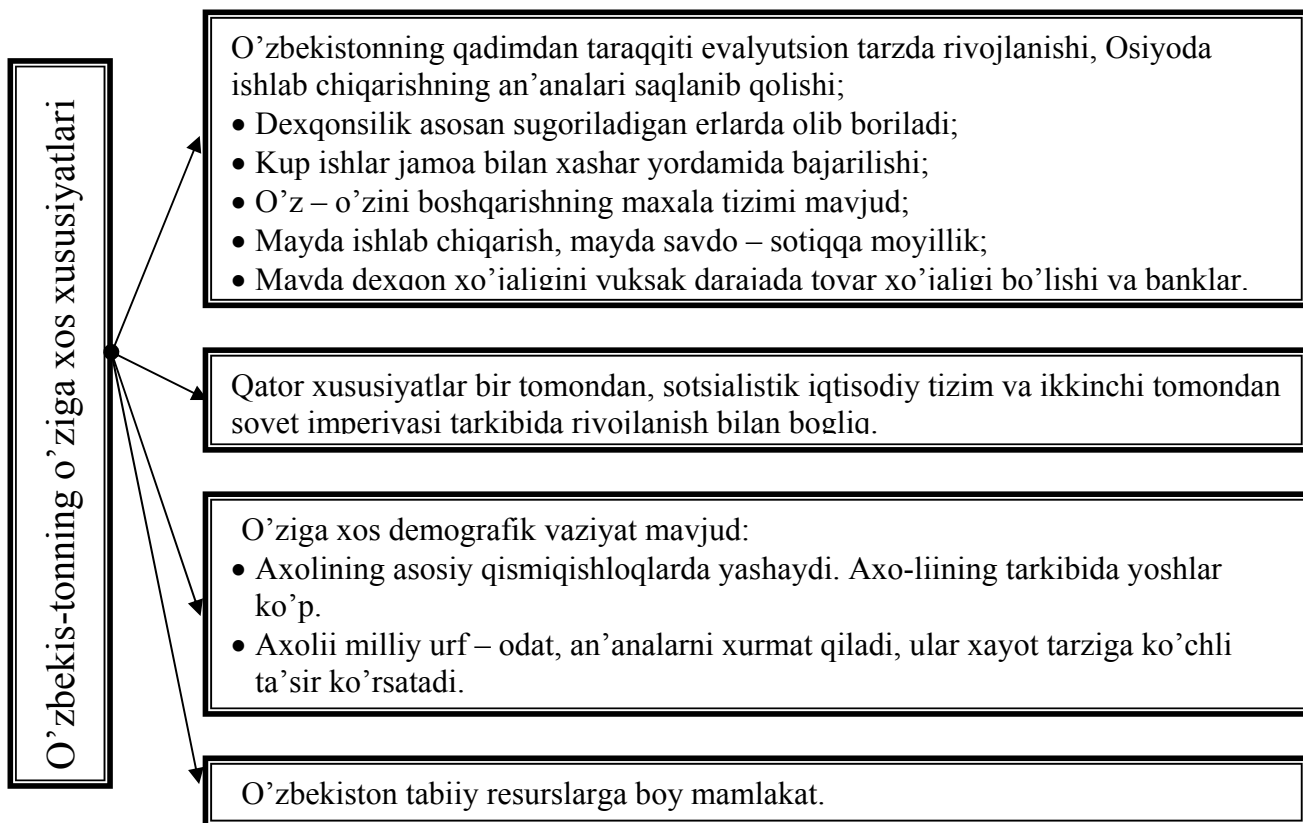 O’zbekis-tonning o’ziga xos xususiyatlari
O’zbekistonning qadimdan taraqqiti evalyutsion tarzda rivojlanishi, Osiyoda
ishlab chiqarishning an’analari saqlanib qolishi;
• Dexqonsilik asosan sugoriladigan erlarda olib boriladi;
• Kup ishlar jamoa bilan xashar yordamida bajarilishi;
• O’z – o’zini boshqarishning maxala tizimi mavjud;
• Mayda ishlab chiqarish, mayda savdo – sotiqqa moyillik;
• Mayda dexqon xo’jaligini yuksak darajada tovar xo’jaligi bo’lishi va banklar.
Qator xususiyatlar bir tomondan, sotsialistik iqtisodiy tizim va ikkinchi tomondan
sovet imperiyasi tarkibida rivojlanish bilan bogliq.
O’ziga xos demografik vaziyat mavjud:
• Axolining asosiy qismiqishloqlarda yashaydi. Axo-liining tarkibida yoshlar
ko’p.
• Axolii milliy urf – odat, an’analarni xurmat qiladi, ular xayot tarziga ko’chli
ta’sir ko’rsatadi.
O’zbekiston tabiiy resurslarga boy mamlakat.